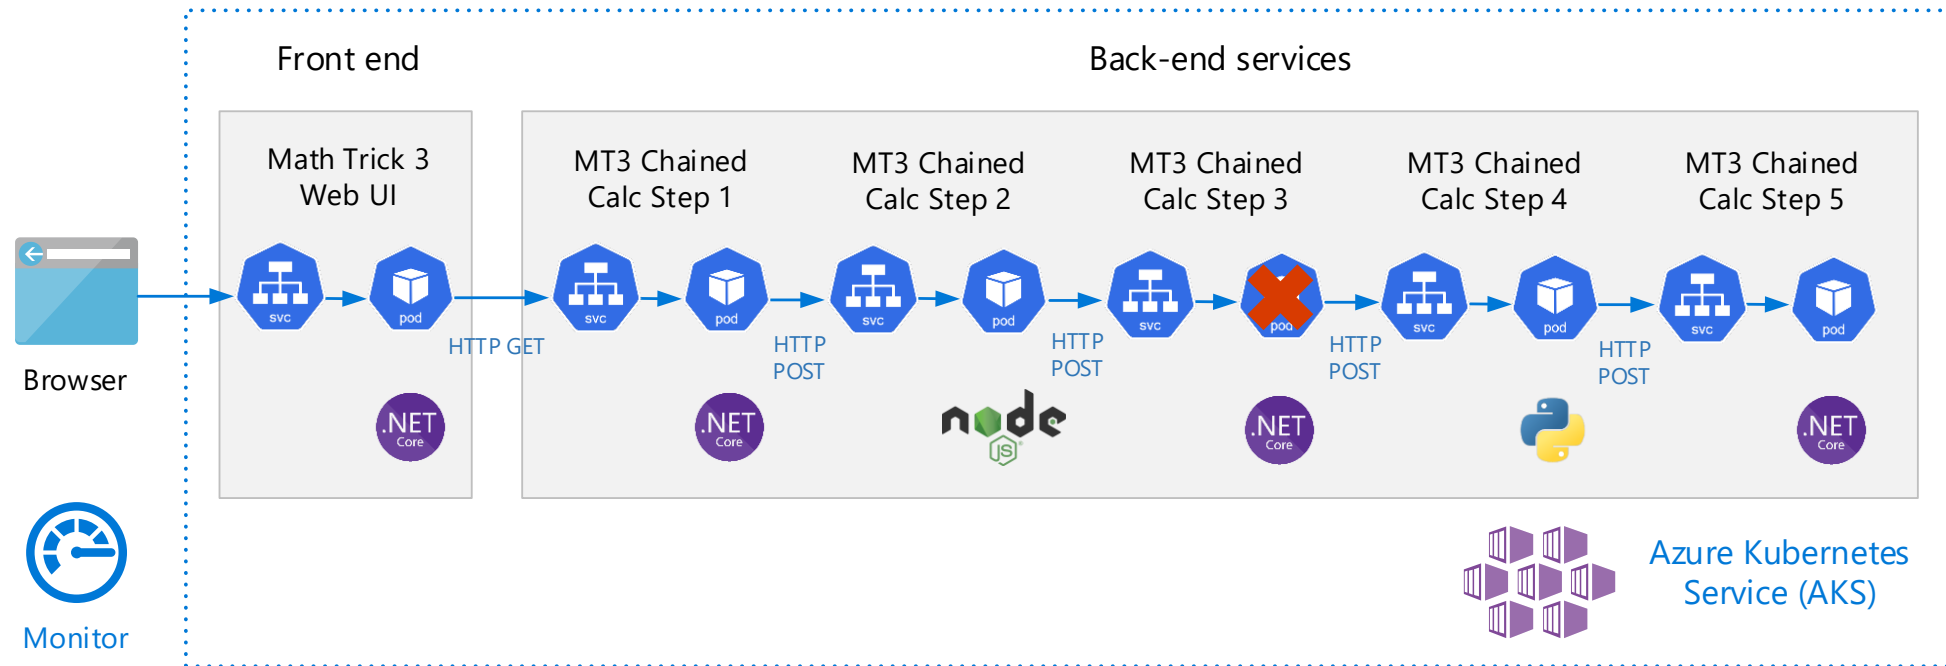 Front end
Back-end services
Math Trick 3
Web UI
MT3 Chained
Calc Step 1
MT3 Chained
Calc Step 2
MT3 Chained
Calc Step 3
MT3 Chained
Calc Step 4
MT3 Chained
Calc Step 5
svc
pod
svc
pod
svc
pod
svc
pod
svc
pod
svc
pod
HTTP GET
HTTP
POST
HTTP
POST
HTTP
POST
HTTP
POST
Browser
.NET
Core
.NET
Core
node
JS
.NET
Core
.NET
Core
Azure Kubernetes
Service (AKS)
Monitor